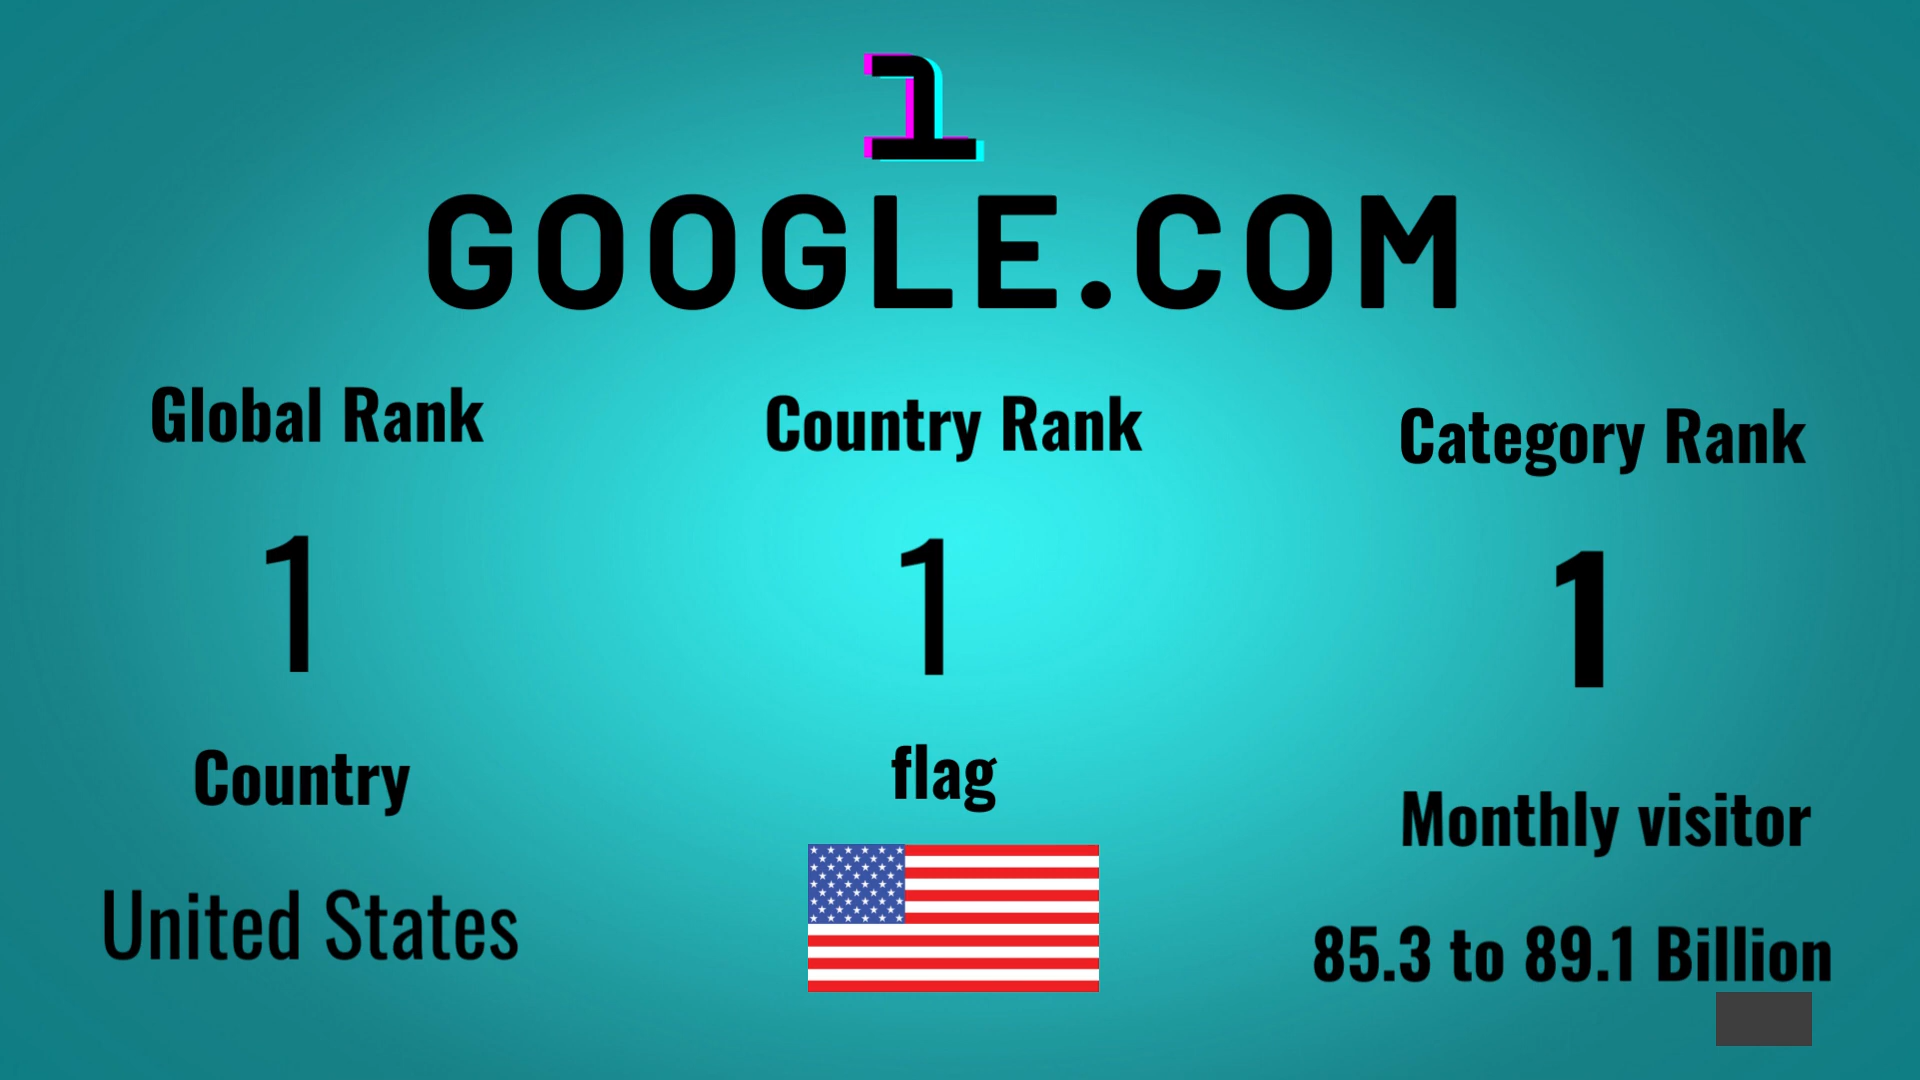 1
GOOGLE.COM
Global Rank
Country Rank
Category Rank
1
1
1
Country
flag
Monthly visitor
United States
85.3 to 89.1 Billion